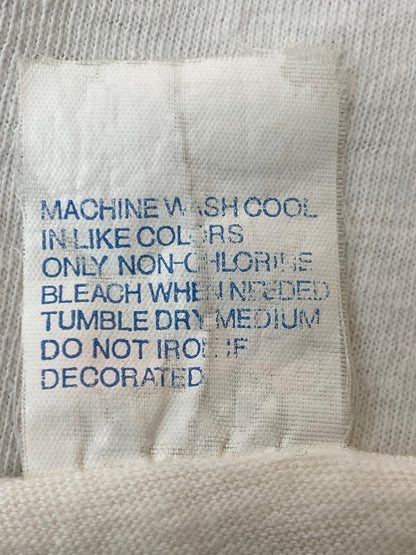 MACHINE WASH COOL
IN LIKE COLORS
ONLY NON-CHLORINE
BLEACH WHEN NEEDED
TUMBLE DRY MEDIUM
DO NOT IRON IF
DECORATED